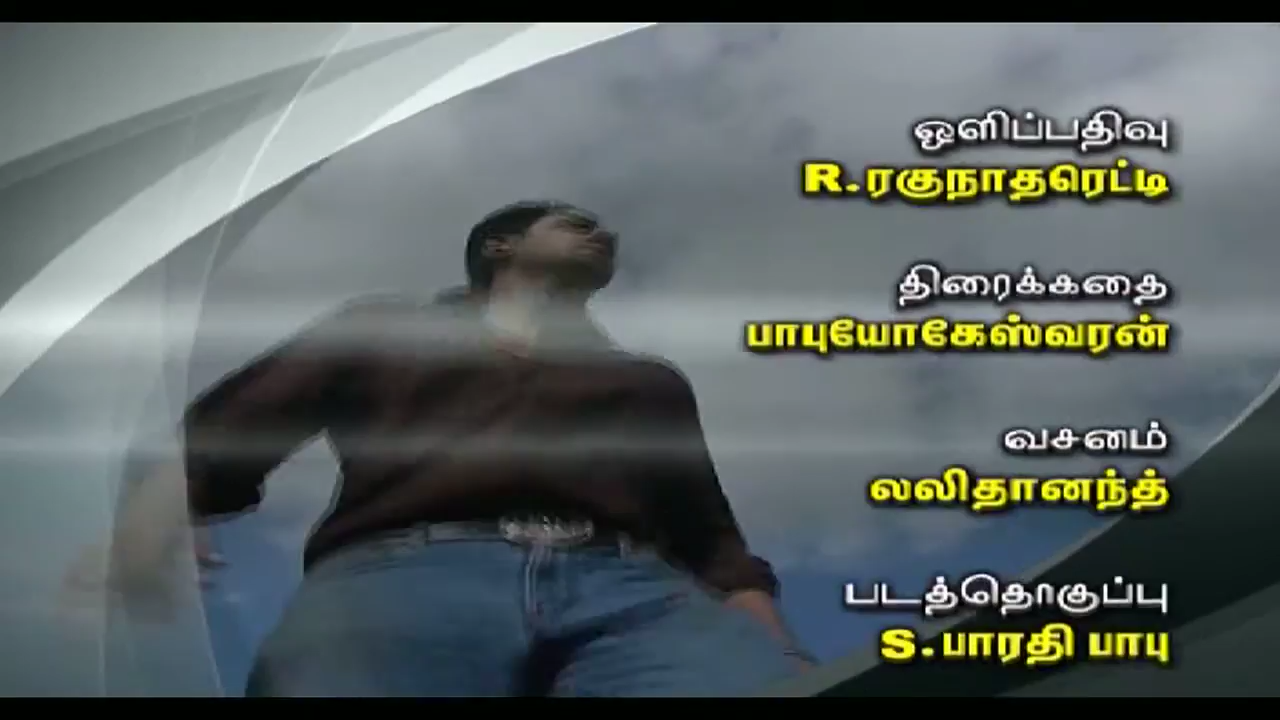 ஒளிப்பதிவு
R.ரகுநாதரெட்டி
திரைக்கதை
பாபுயோகேஸ்வரன்
வசனம்
லலிதானந்த்
படத்தொகுப்பு
S.பாரதி பாபு